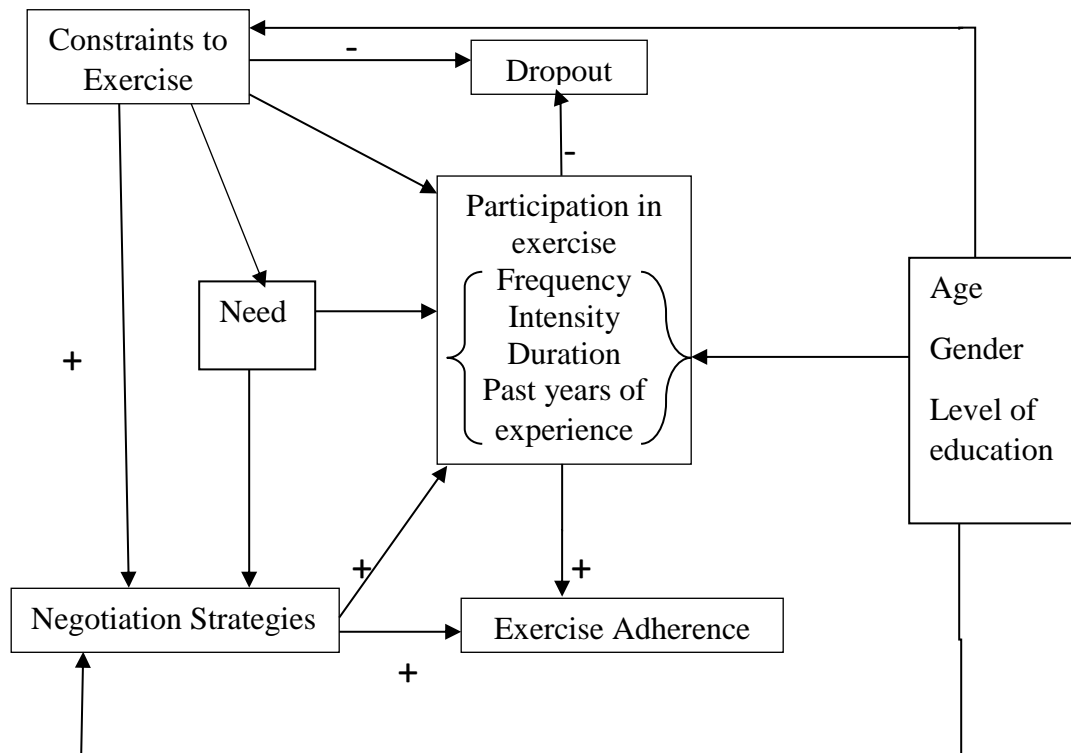 Constraints to
Exercise
-
Dropout
-
Participation in
exercise
Frequency
Intensity
Duration
Past years of
experience
Need
+
Age
Gender
Level of
education
+
+
Negotiation Strategies
+
Exercise Adherence